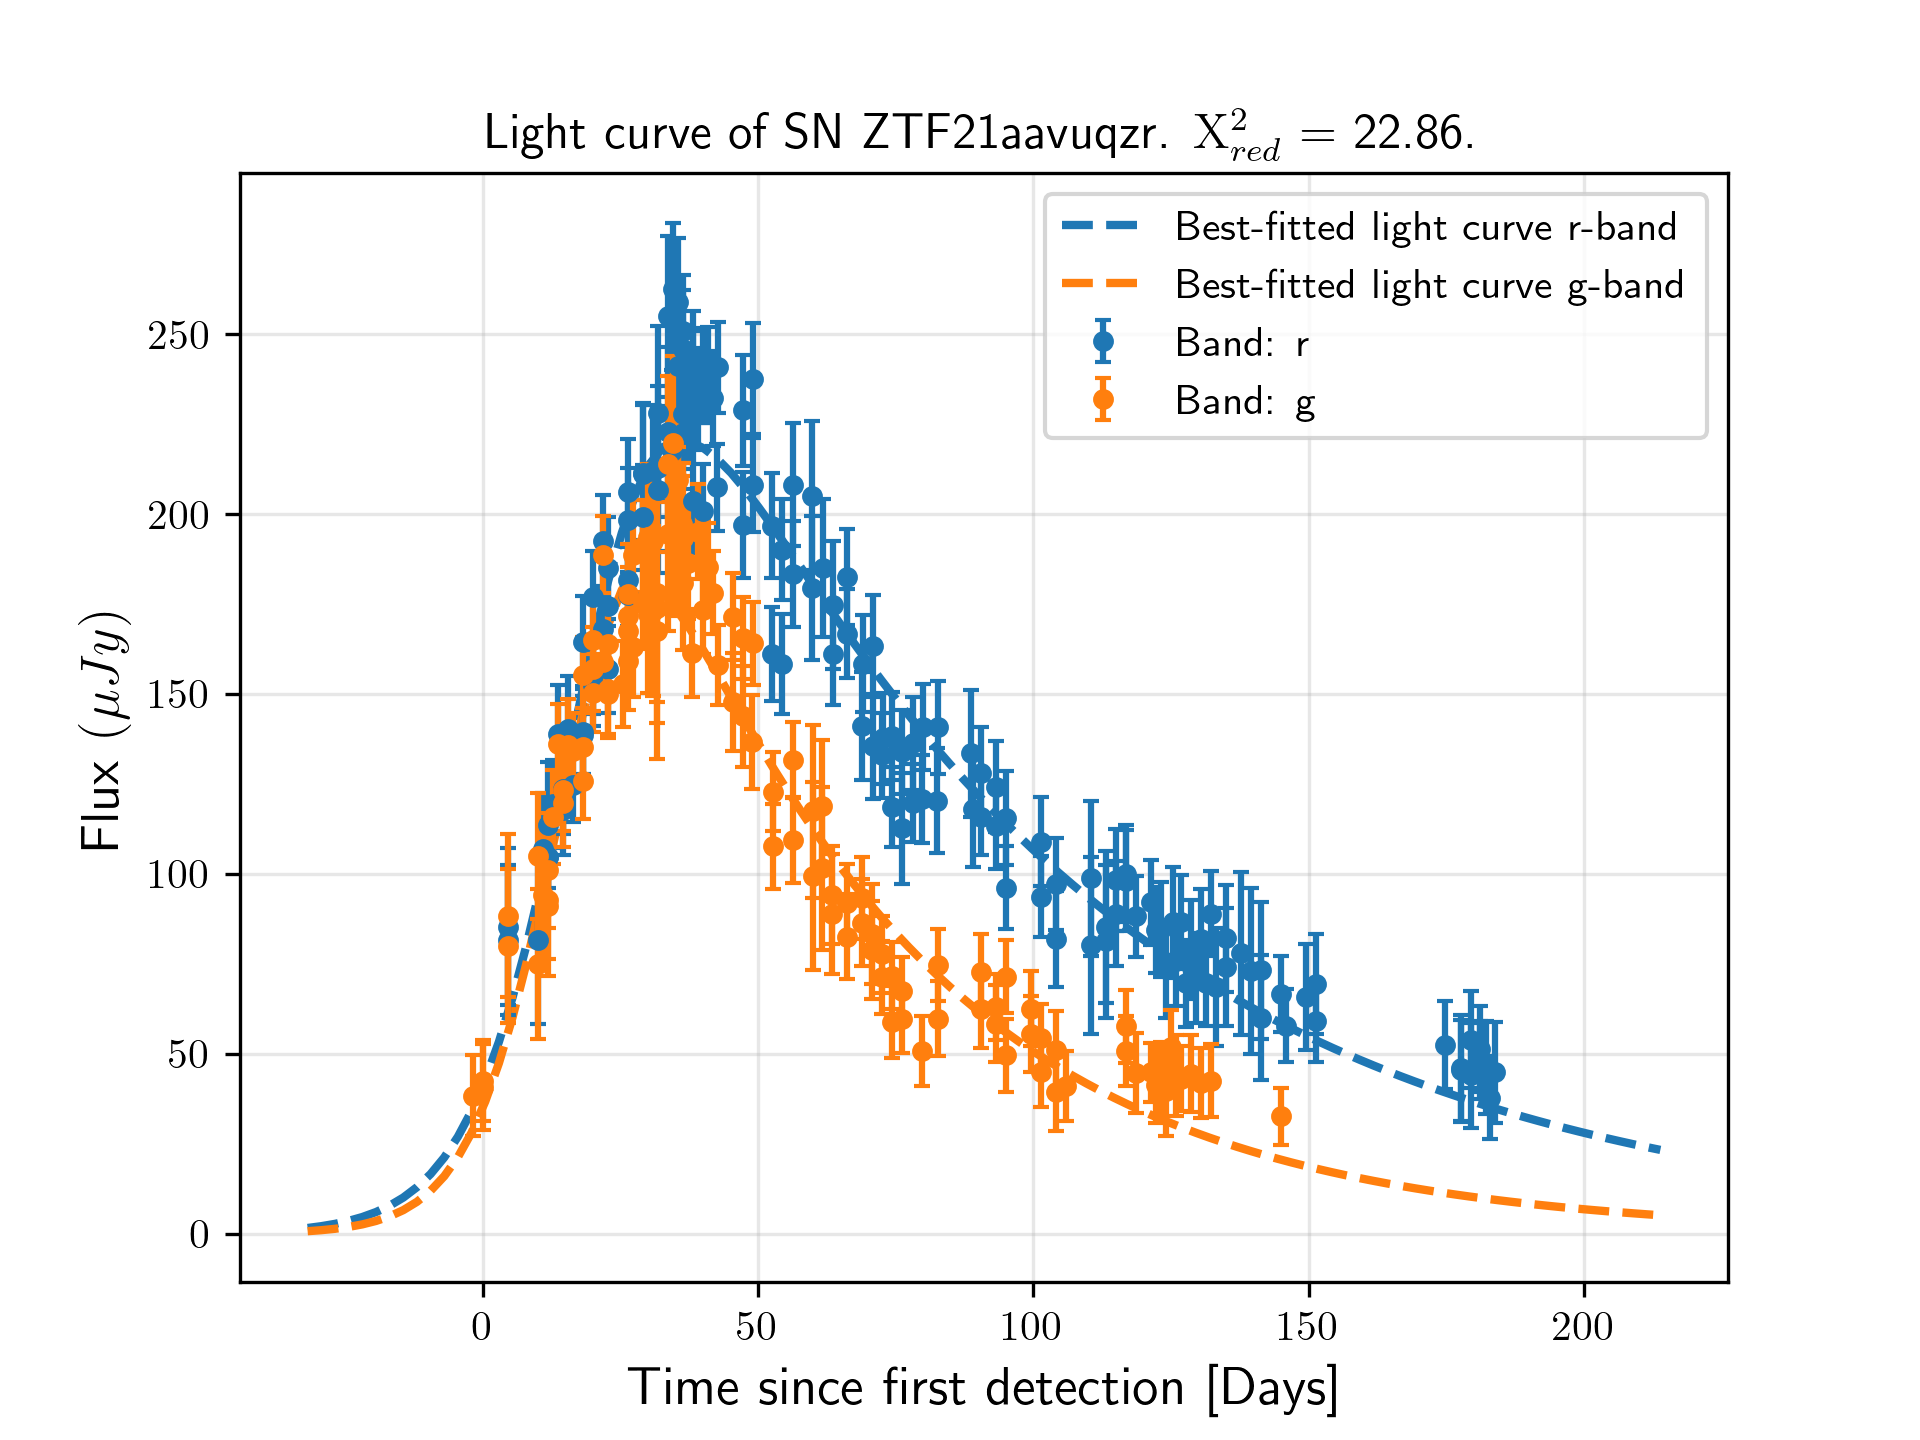 Light curve of SN ZTF21aavuqzr. X²_red = 22.86.
Best-fitted light curve r-band
Best-fitted light curve g-band
Band: r
Band: g
Flux (μJy)
250
200
150
100
50
0
0 50 100 150 200
Time since first detection [Days]